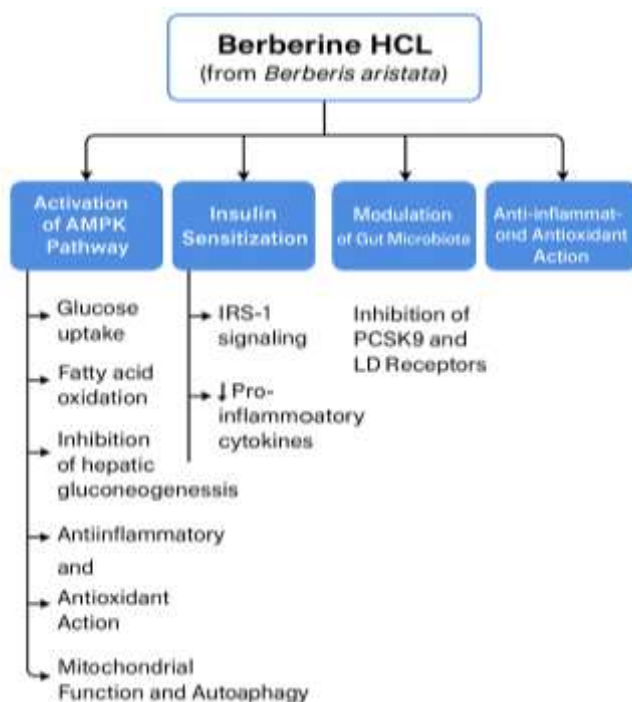 Berberine HCL
(from Berberis aristata)
Activation
of AMPK
Pathway
Insulin
Sensitization
Modulation
of Gut Microbiota
Anti-inflammat-
ond Antioxidant
Action
Glucose
uptake
Fatty acid
oxidation
Inhibition
of hepatic
gluconeogenessis
Antiinflammatory
and
Antioxidant
Action
Mitochondrial
Function and Autoaphagy
IRS-1
signaling
↓ Pro-
inflammoatory
cytokines
Inhibition of
PCSK9 and
LD Receptors